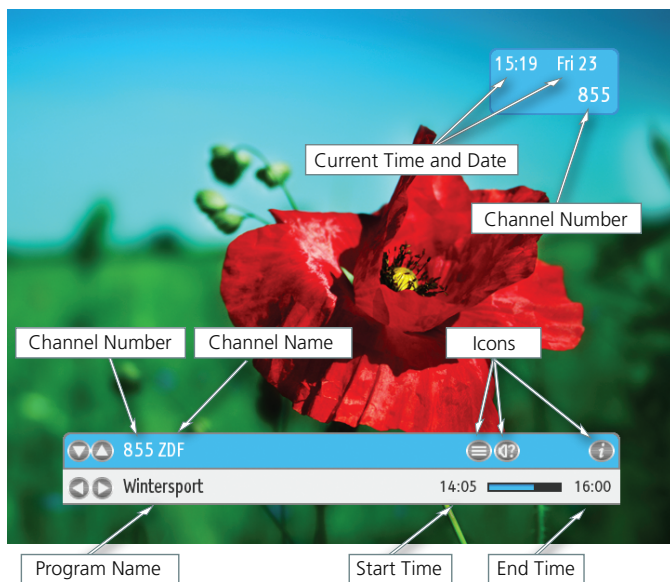 15:19 Fri 23
855
Current Time and Date
Channel Number
Channel Number
Channel Name
Icons
855 ZDF
?
i
Wintersport
14:05
16:00
Program Name
Start Time
End Time